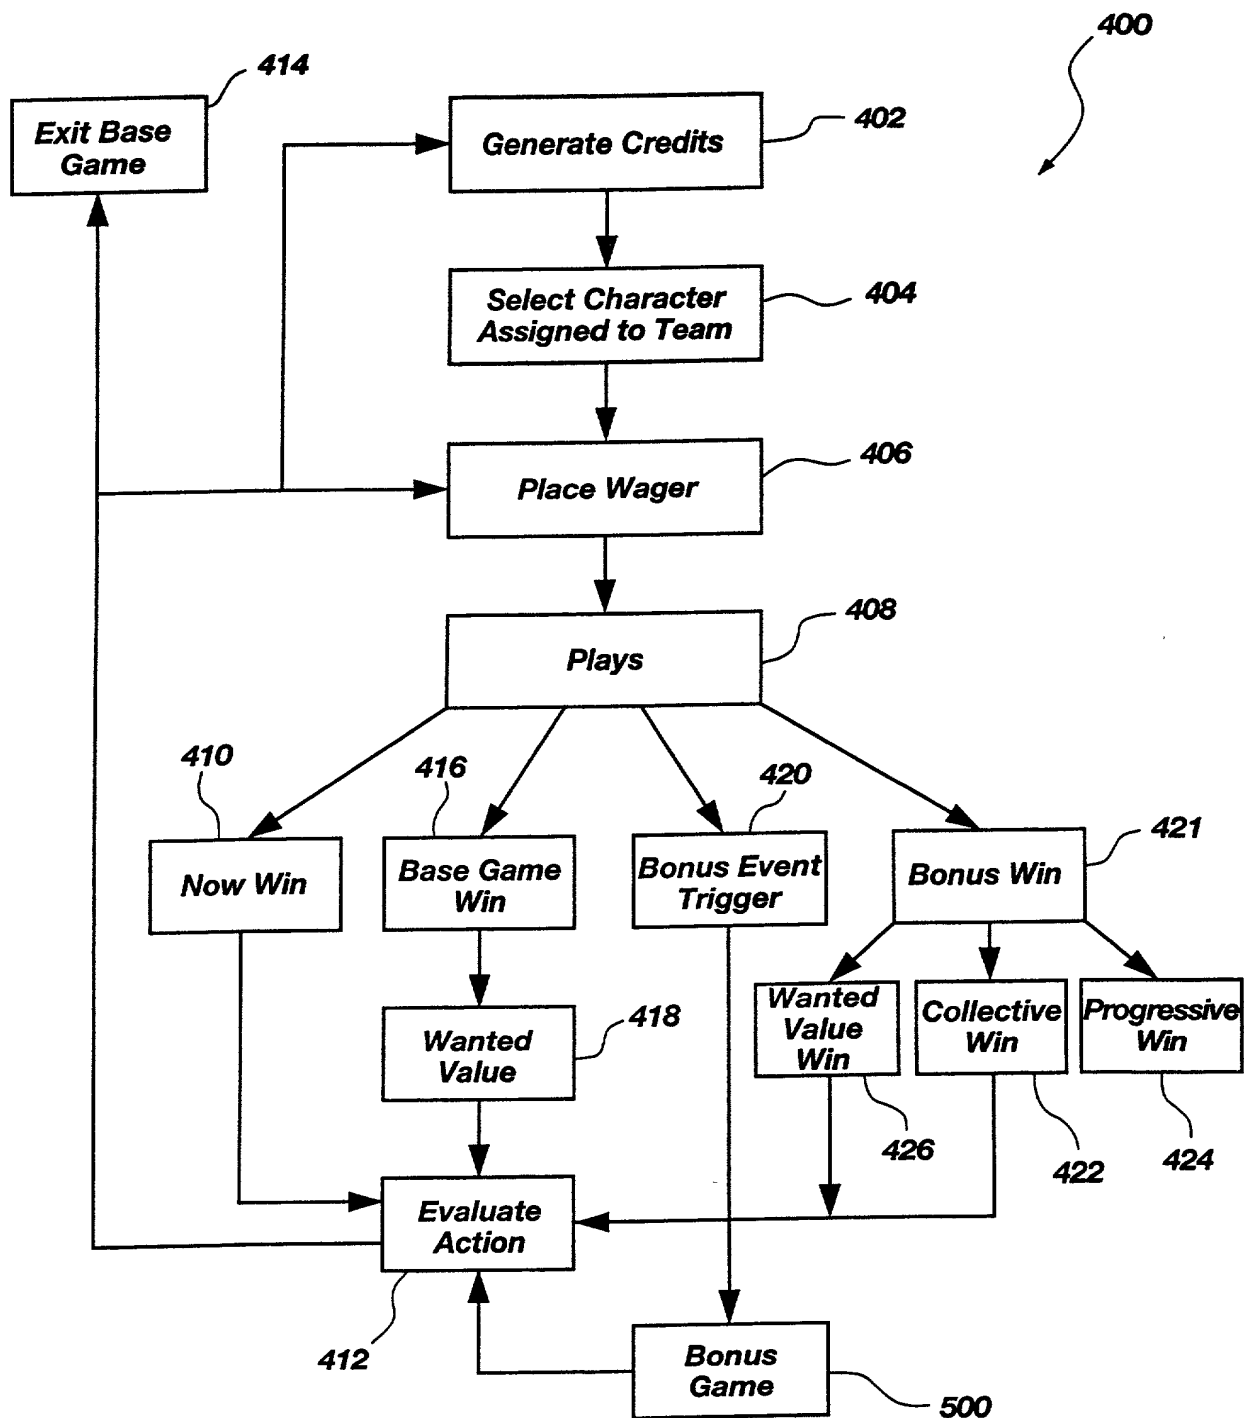 400
414
Exit Base
Game
402
Generate Credits
404
Select Character
Assigned to Team
406
Place Wager
408
Plays
410
Now Win
416
Base Game
Win
420
Bonus Event
Trigger
421
Bonus Win
418
Wanted
Value
Wanted
Value
Win
Collective
Win
Progressive
Win
426
422
424
Evaluate
Action
412
Bonus
Game
500